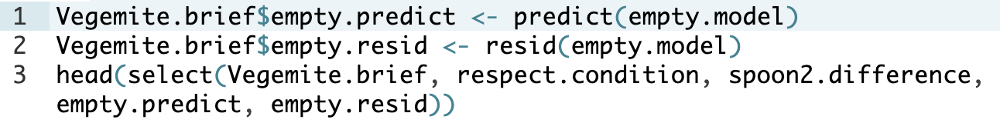 1 Vegemite.brief$empty.predict <- predict(empty.model)
2 Vegemite.brief$empty.resid <- resid(empty.model)
3 head(select(Vegemite.brief, respect.condition, spoon2.difference,
empty.predict, empty.resid))